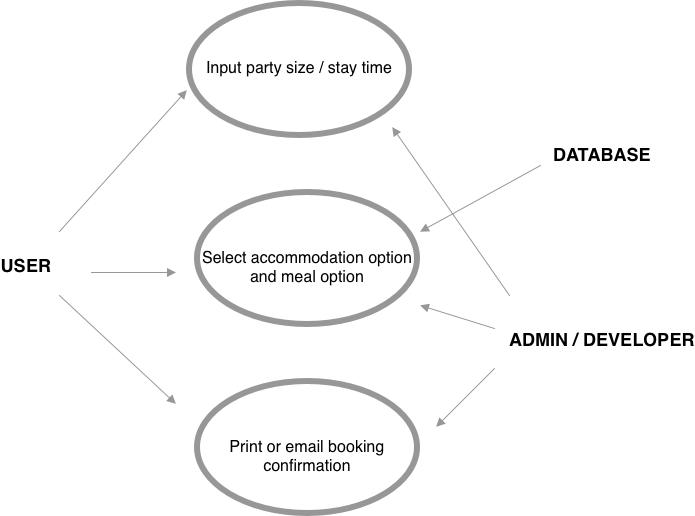 Input party size / stay time
DATABASE
USER
Select accommodation option
and meal option
ADMIN / DEVELOPER
Print or email booking
confirmation